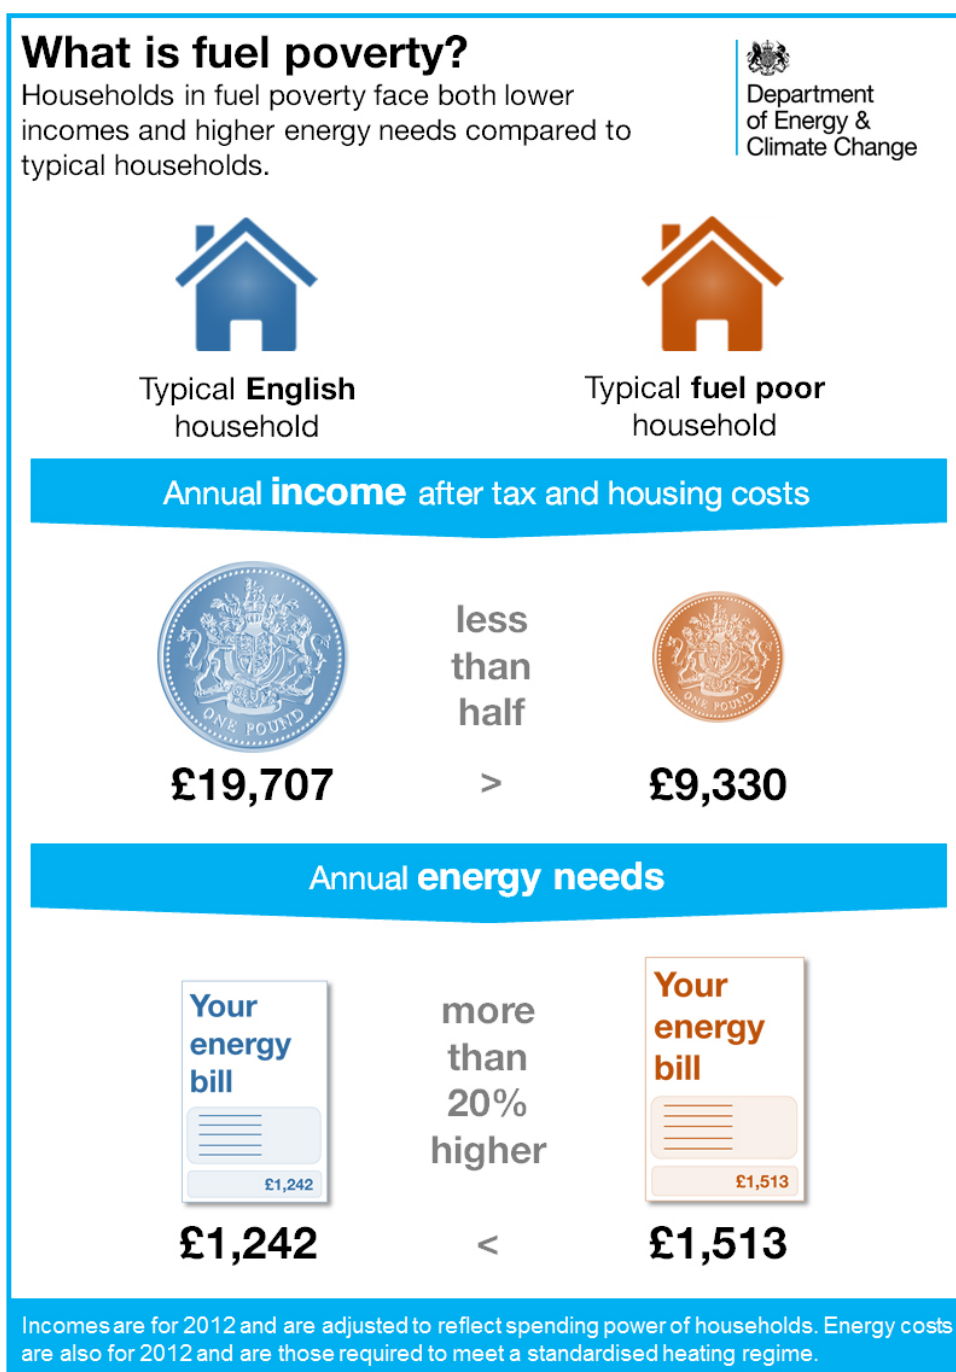 What is fuel poverty?
Households in fuel poverty face both lower
incomes and higher energy needs compared to
typical households.
Department
of Energy &
Climate Change
Typical English
household
Typical fuel poor
household
Annual income after tax and housing costs
ONE POUND
less
than
half
ONE POUND
£19,707
>
£9,330
Annual energy needs
Your
energy
bill
£1,242
more
than
20%
higher
Your
energy
bill
£1,513
£1,242
<
£1,513
Incomes are for 2012 and are adjusted to reflect spending power of households. Energy costs
are also for 2012 and are those required to meet a standardised heating regime.